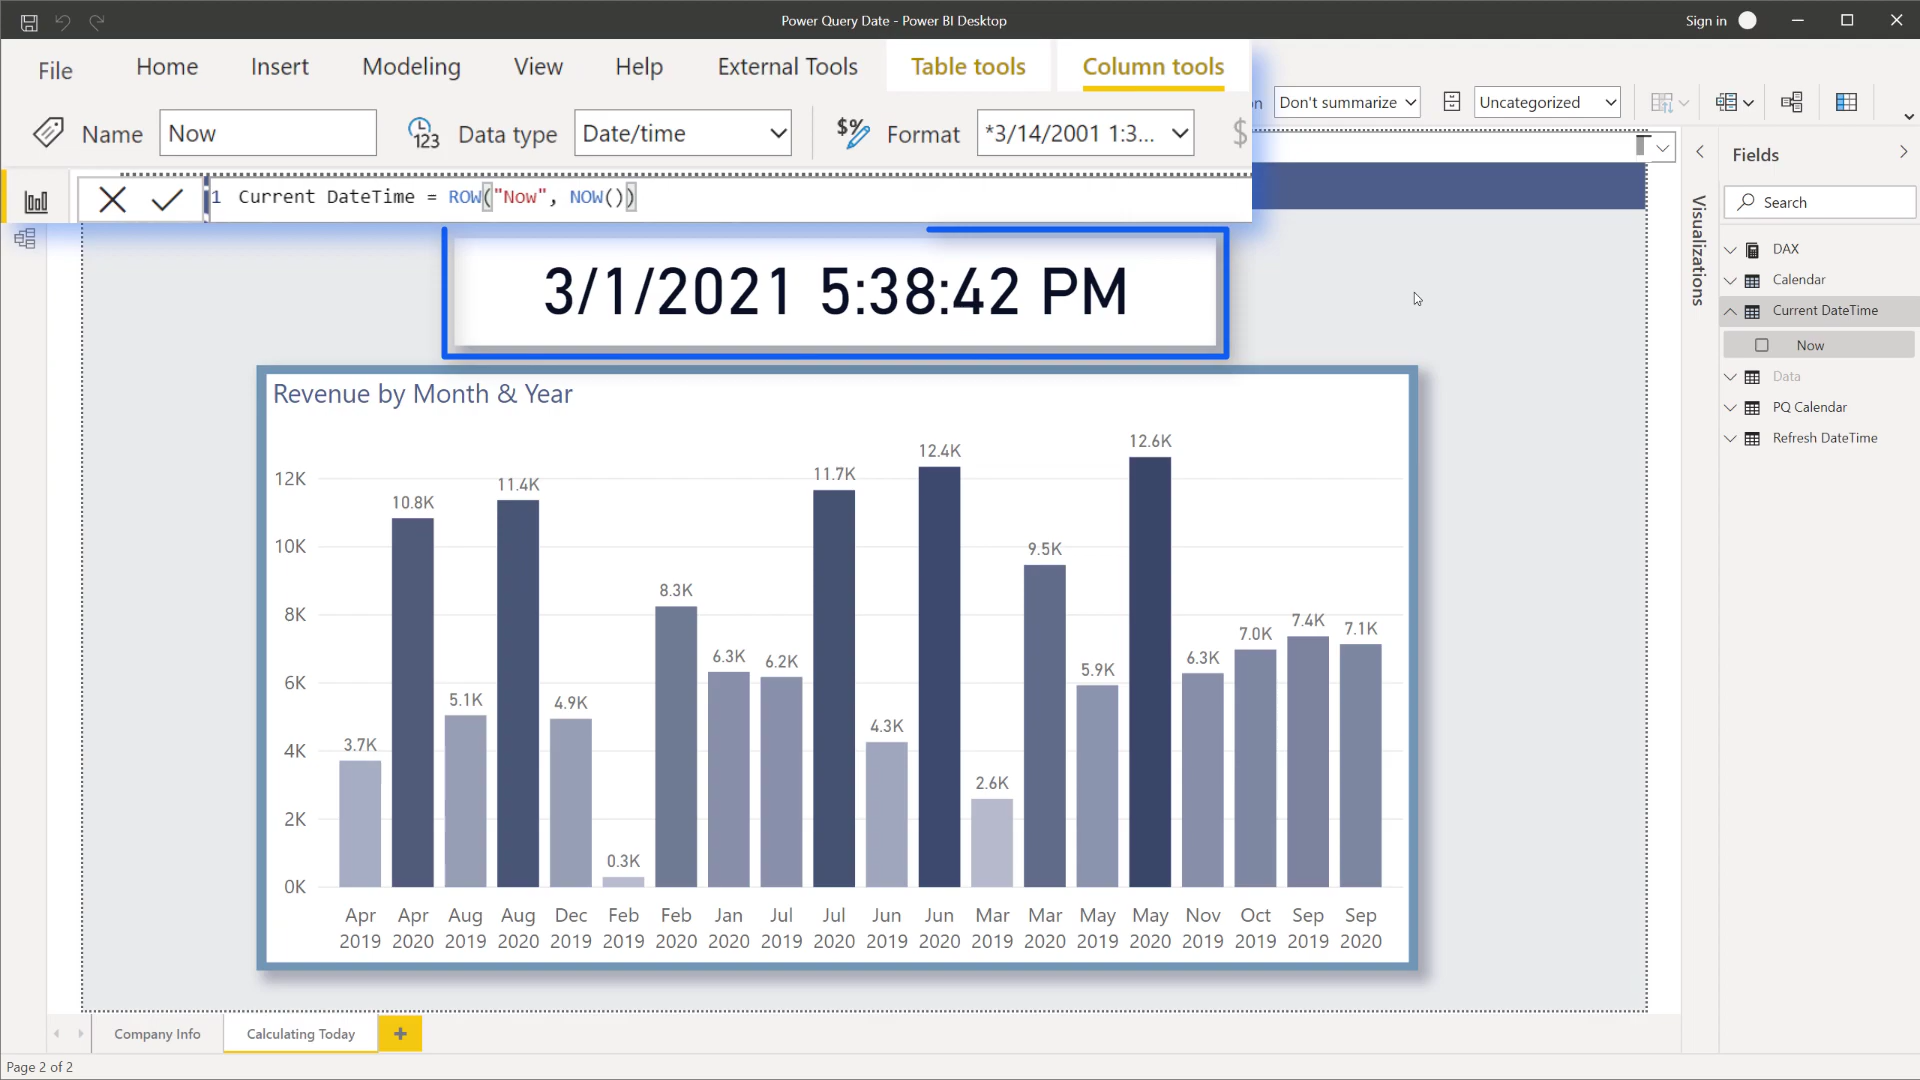 Power Query Date - Power BI Desktop
Sign in
File Home Insert Modeling View Help External Tools Table tools Column tools
Name Now Data type Date/time Format *3/14/2001 1:3... $ Don't summarize Uncategorized
1 Current DateTime = ROW("Now", NOW())
3/1/2021 5:38:42 PM
Revenue by Month & Year
12K
10K
8K
6K
4K
2K
0K
3.7K 10.8K 5.1K 11.4K 4.9K 0.3K 8.3K 6.3K 6.2K 11.7K 4.3K 12.4K 2.6K 9.5K 5.9K 12.6K 6.3K 7.0K 7.4K 7.1K
Apr Apr Aug Aug Dec Feb Feb Jan Jul Jul Jun Jun Mar Mar May May Nov Oct Sep Sep
2019 2020 2019 2020 2019 2019 2020 2020 2019 2020 2019 2020 2019 2020 2019 2020 2019 2019 2019 2020
Visualizations
Fields
Search
DAX
Calendar
Current DateTime
Now
Data
PQ Calendar
Refresh DateTime
Company Info Calculating Today +
Page 2 of 2